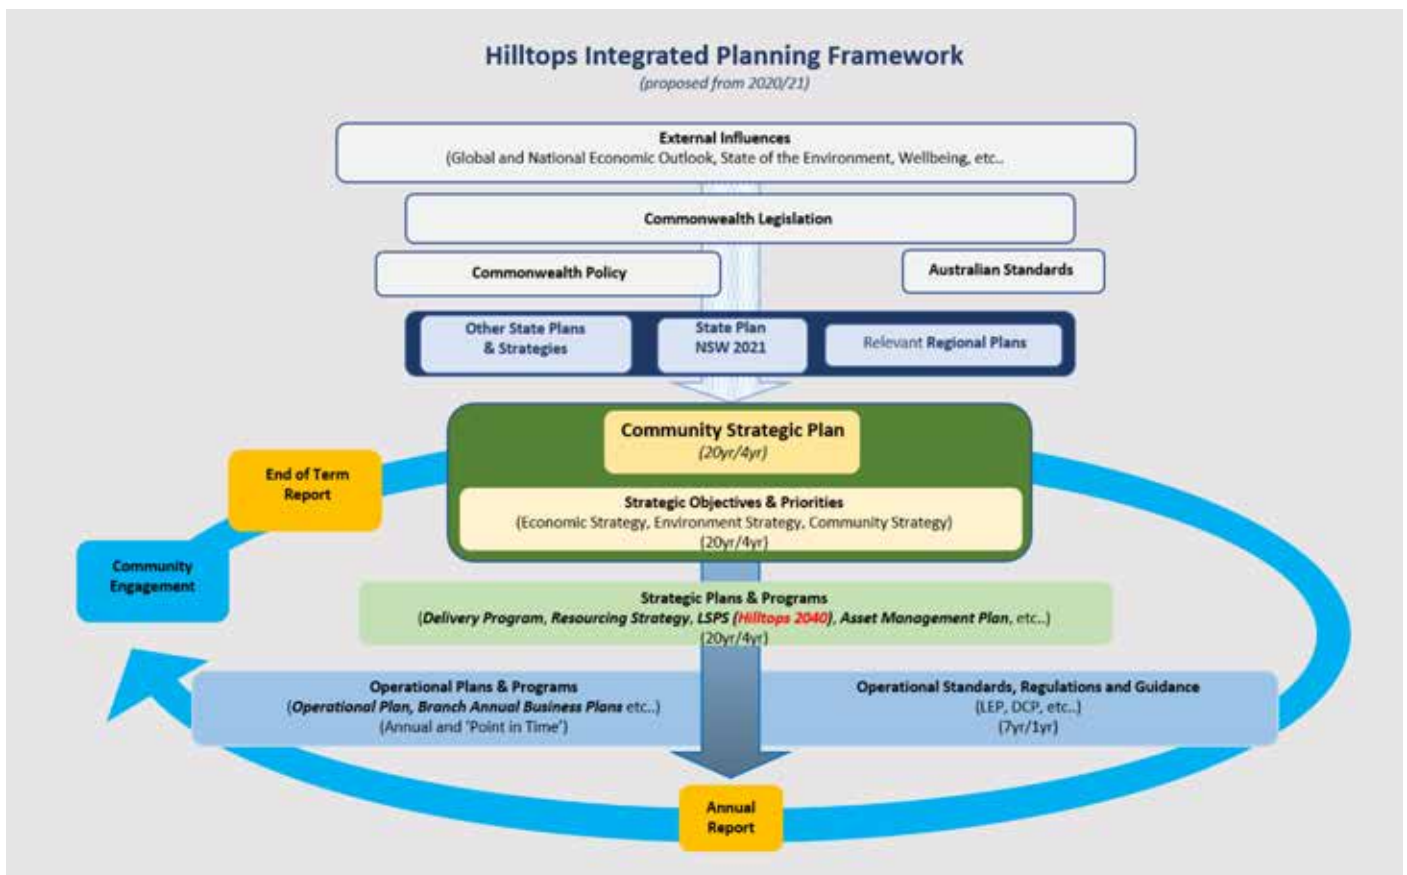 Hilltops Integrated Planning Framework
(proposed from 2020/21)
External Influences
(Global and National Economic Outlook, State of the Environment, Wellbeing, etc..
Commonwealth Legislation
Commonwealth Policy
Australian Standards
Other State Plans
& Strategies
State Plan
NSW 2021
Relevant Regional Plans
Community Strategic Plan
(20yr/4yr)
Strategic Objectives & Priorities
(Economic Strategy, Environment Strategy, Community Strategy)
(20yr/4yr)
End of Term
Report
Community
Engagement
Strategic Plans & Programs
(Delivery Program, Resourcing Strategy, LSPS (Hilltops 2040), Asset Management Plan, etc..)
(20yr/4yr)
Operational Plans & Programs
(Operational Plan, Branch Annual Business Plans etc..)
(Annual and 'Point in Time')
Operational Standards, Regulations and Guidance
(LEP, DCP, etc..)
(7yr/1yr)
Annual
Report